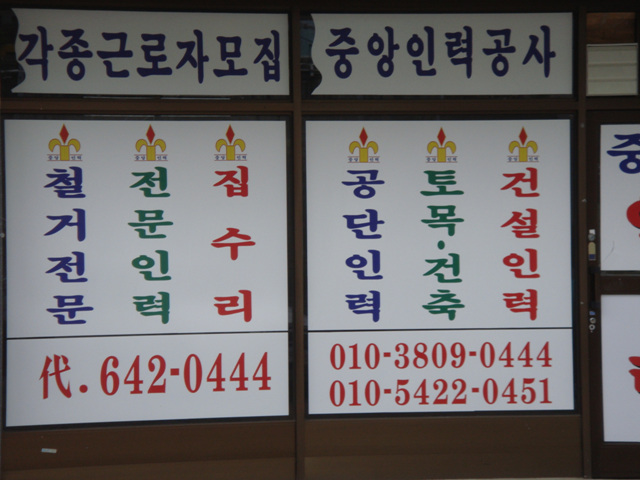 각종근로자모집
중앙인력공사
철거전문
전문인력
집수리
代. 642-0444
공단인력
토목·건축
건설인력
010-3809-0444
010-5422-0451
중